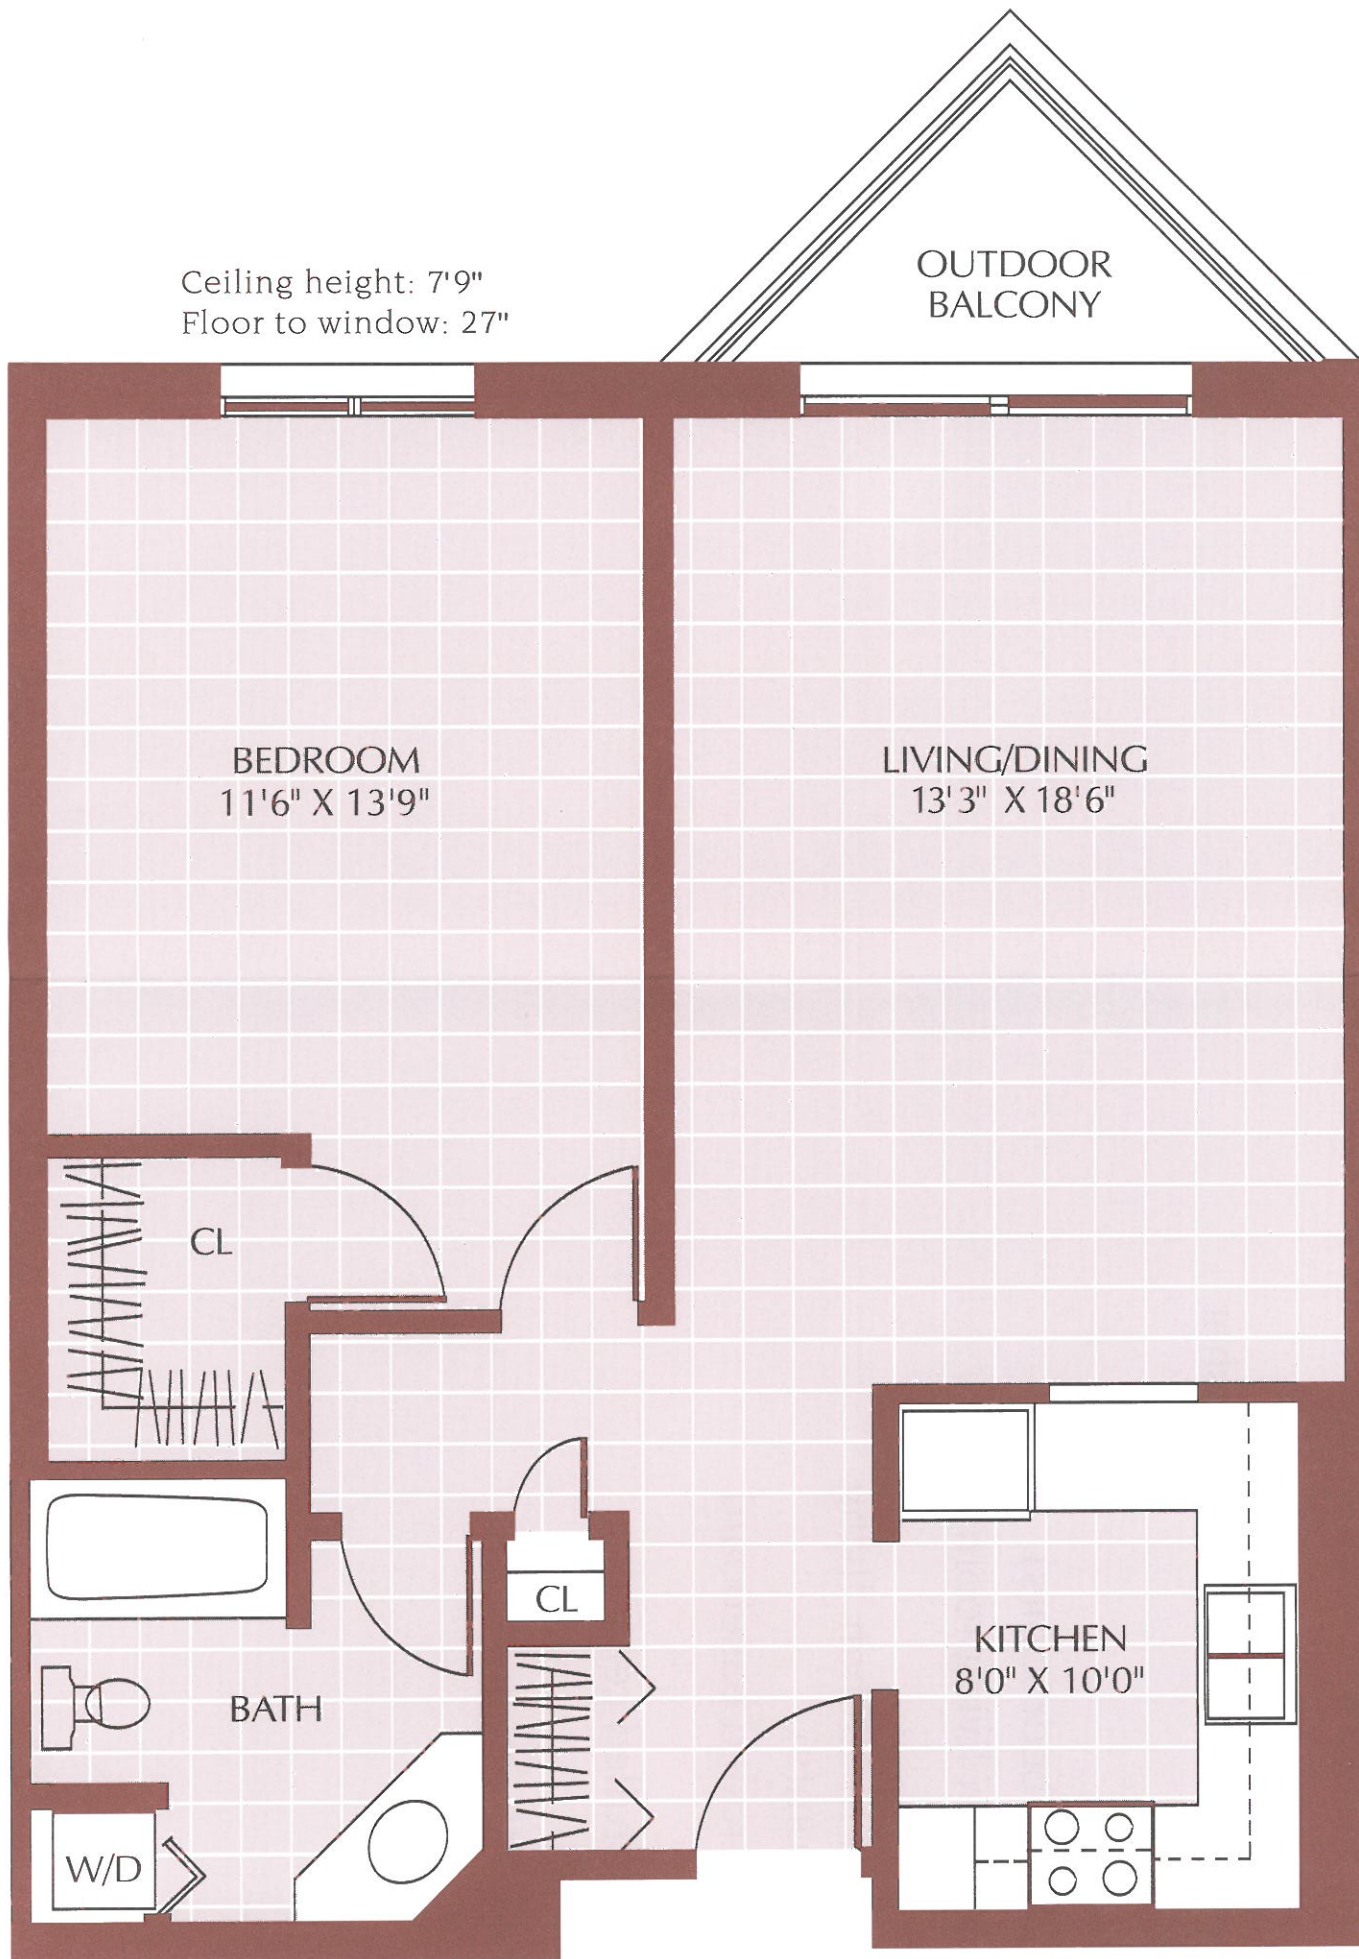 OUTDOOR
BALCONY
Ceiling height: 7'9"
Floor to window: 27"
BEDROOM
11'6" X 13'9"
LIVING/DINING
13'3" X 18'6"
CL
CL
KITCHEN
8'0" X 10'0"
BATH
W/D